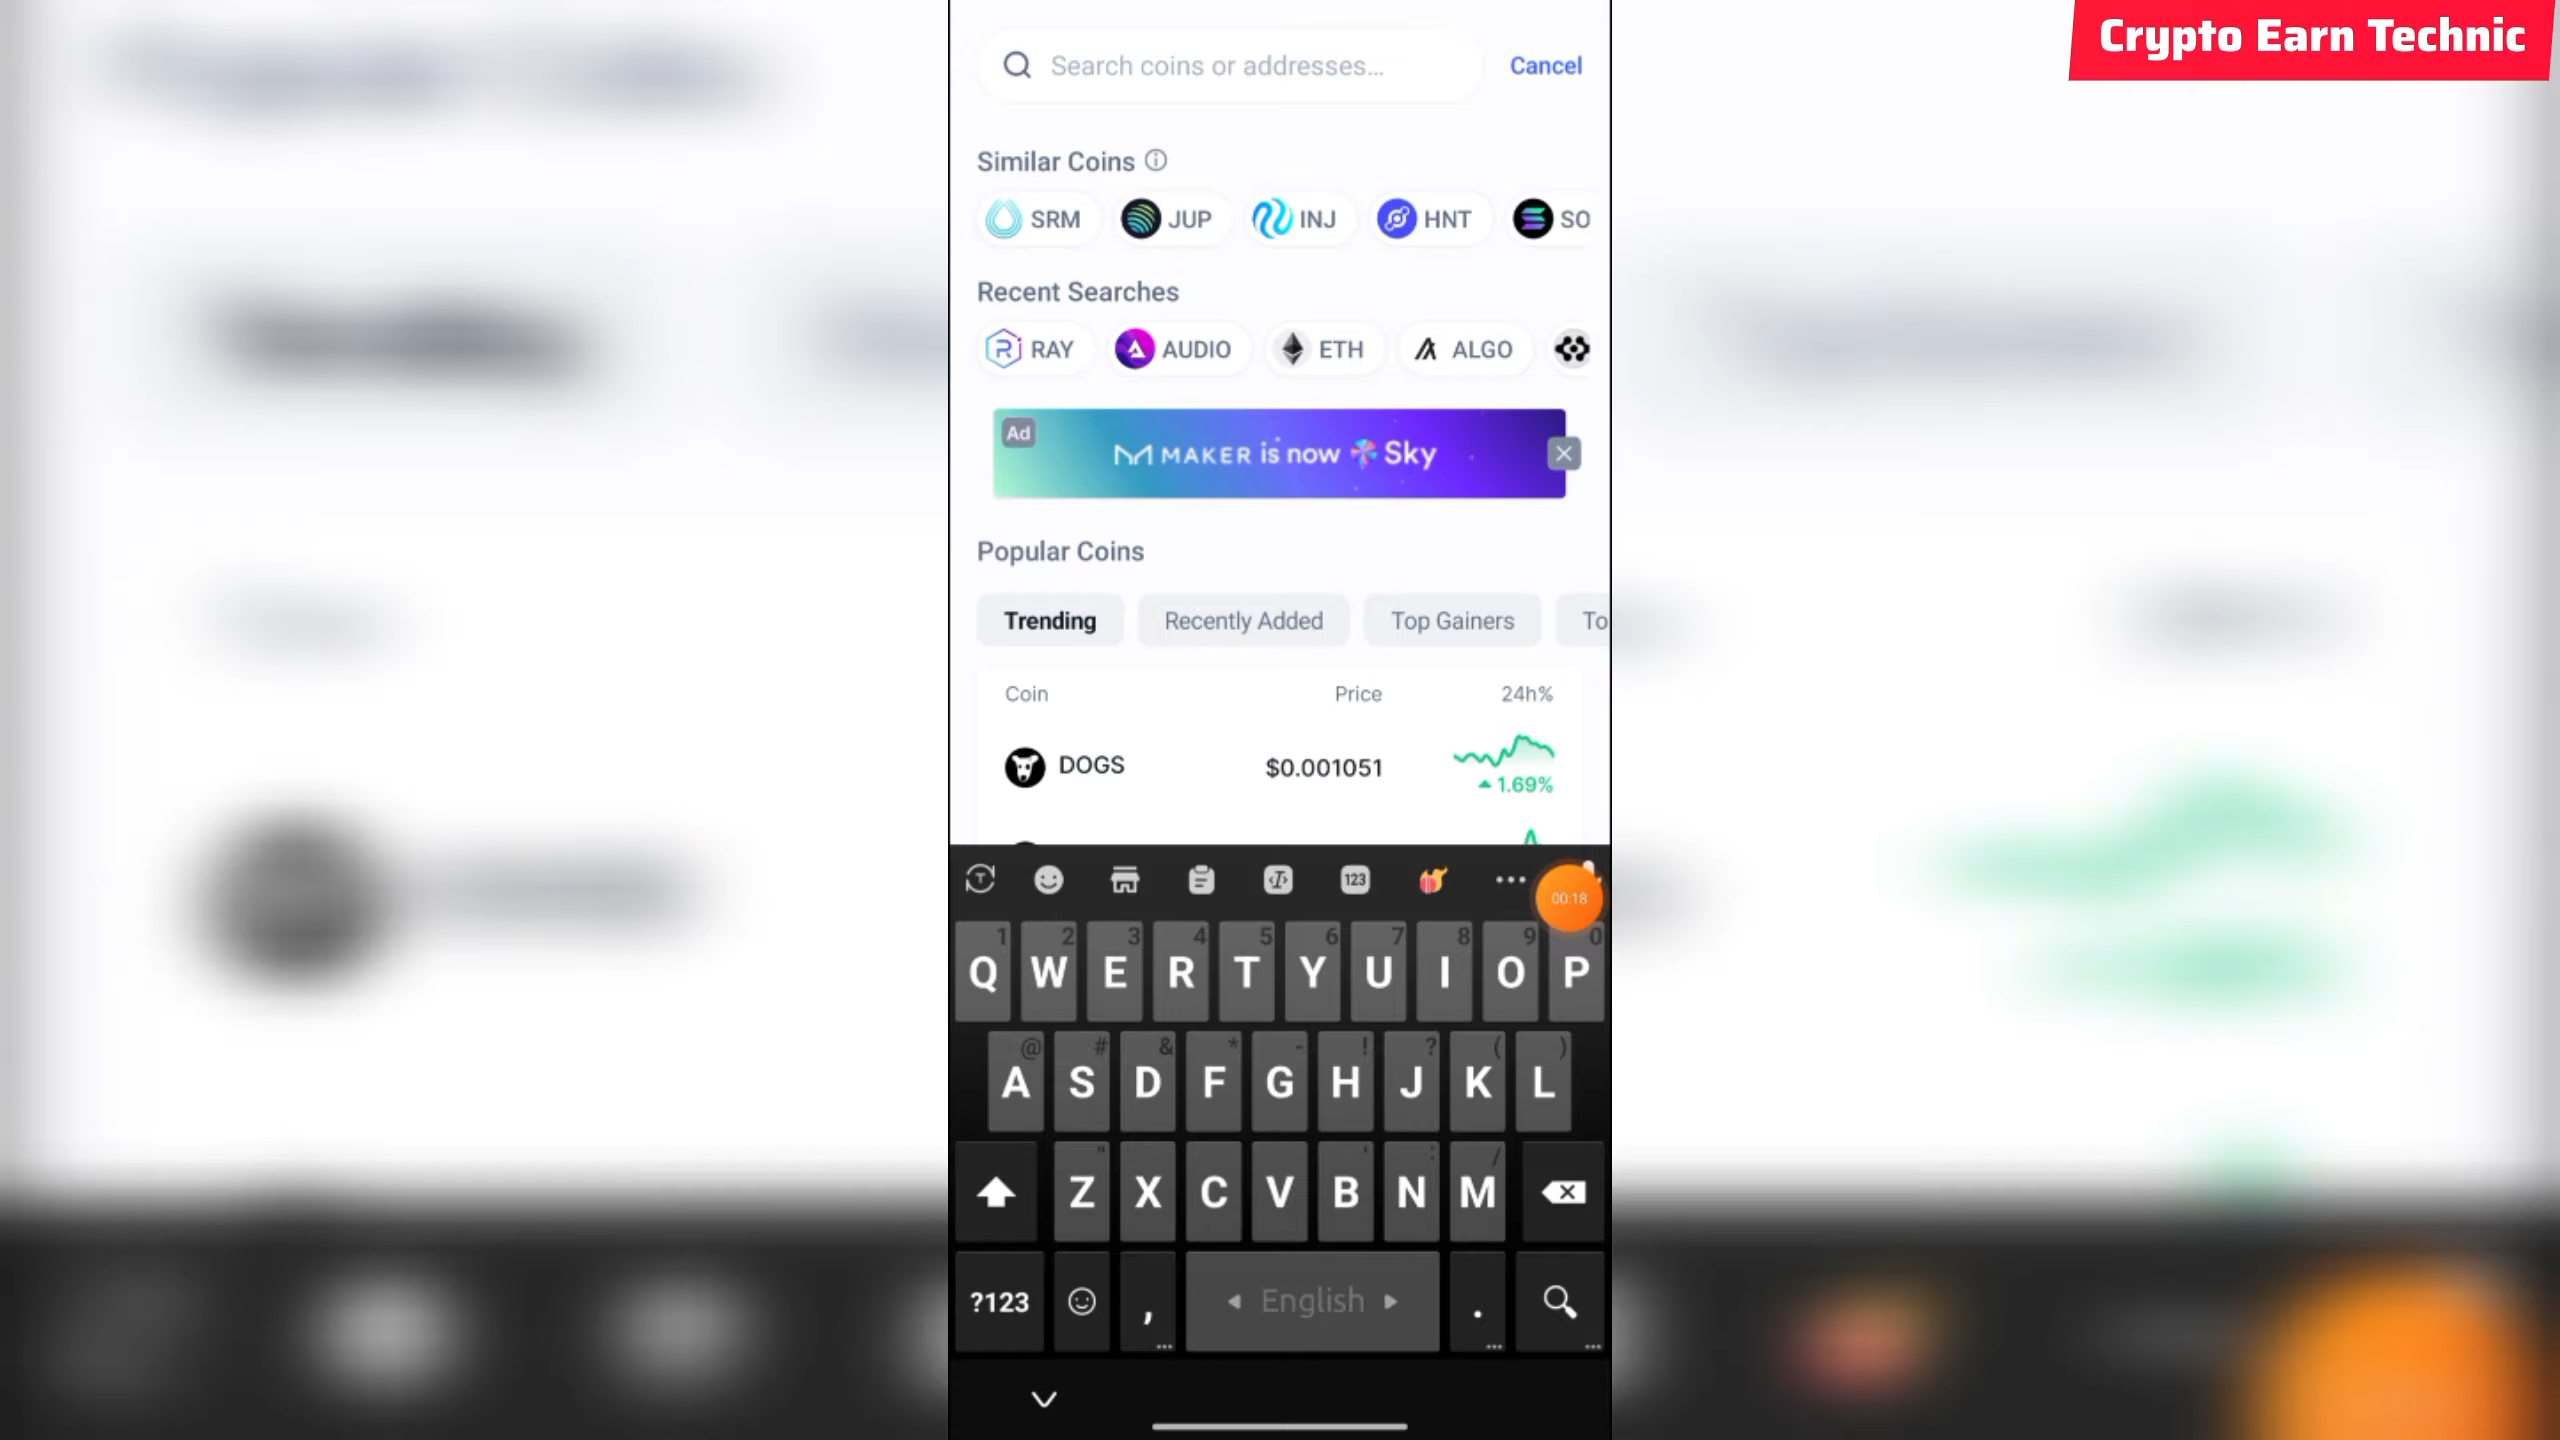 Crypto Earn Technic
Search coins or addresses...
Cancel
Similar Coins
SRM JUP INJ HNT SO
Recent Searches
RAY AUDIO ETH ALGO
Ad
MAKER is now Sky
Popular Coins
Trending Recently Added Top Gainers To
Coin Price 24h%
DOGS $0.001051
1.69%
123
00:18
1 2 3 4 5 6 7 8 9 0
Q W E R T Y U I O P
@ # & * - ! ? ( )
A S D F G H J K L
" ' : /
Z X C V B N M
?123 , English .